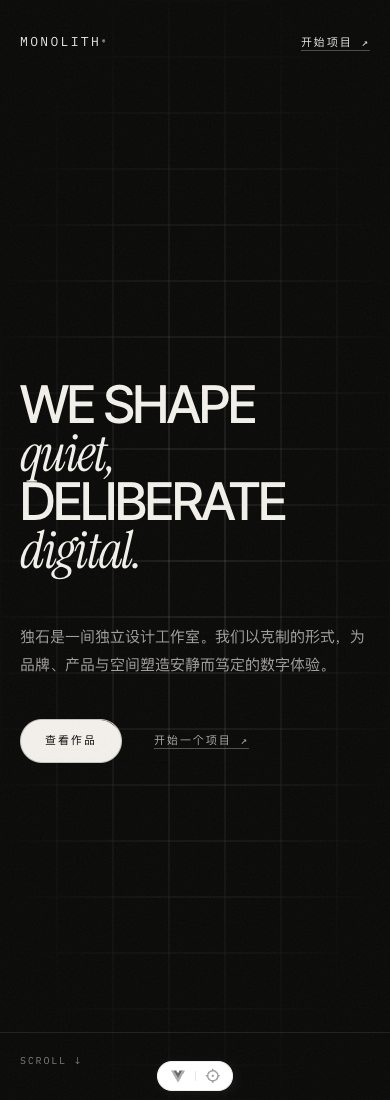 MONOLITH®
开始项目 ↗
WE SHAPE
quiet,
DELIBERATE
digital.
独石是一间独立设计工作室。我们以克制的形式，为
品牌、产品与空间塑造安静而笃定的数字体验。
查看作品
开始一个项目 ↗
SCROLL ↓